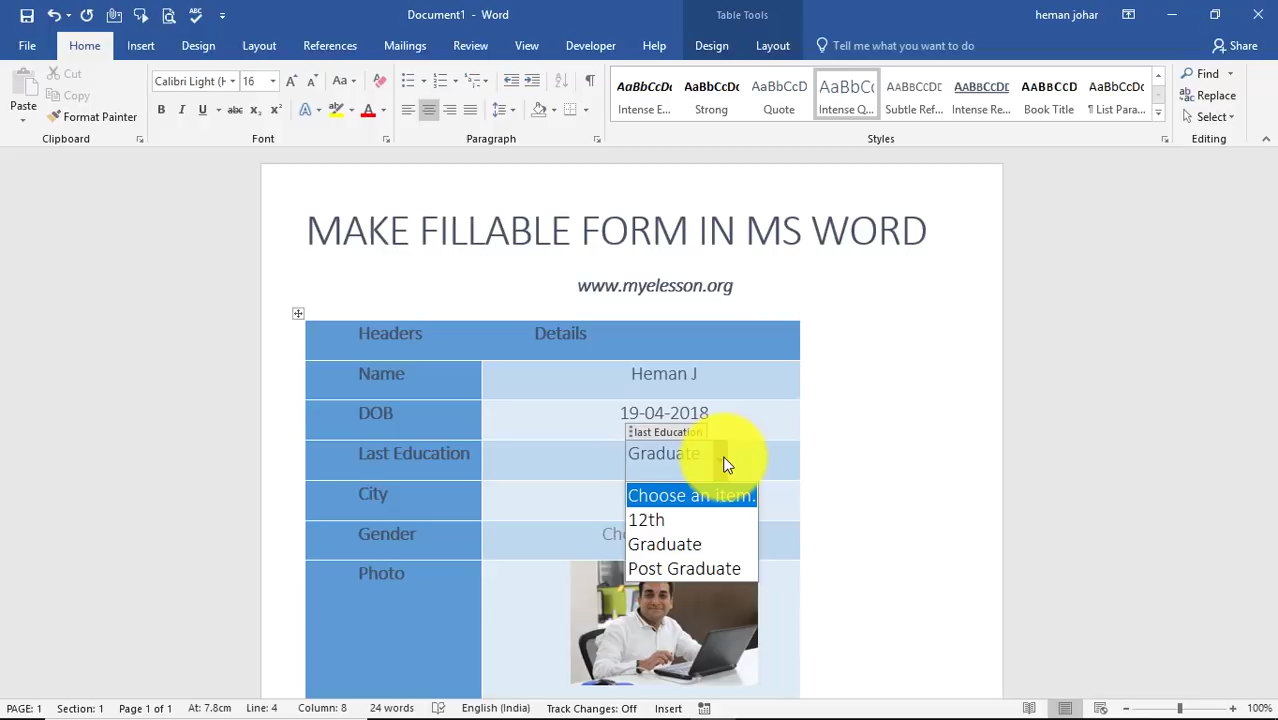 Document1 - Word
Table Tools
heman johar
File Home Insert Design Layout References Mailings Review View Developer Help Design Layout Tell me what you want to do Share
Paste
Cut
Copy
Format Painter
Clipboard
Calibri Light (H 16
Font
Paragraph
AaBbCcD AaBbCcD AaBbCcD AaBbCc AaBbCcD AaBbCcD AaBbCcD AaBbCcD
Intense E... Strong Quote Intense Q... Subtle Ref... Intense Re... Book Title ¶ List Para...
Styles
Find
Replace
Select
Editing
MAKE FILLABLE FORM IN MS WORD
www.myelesson.org
Headers Details
Name Heman J
DOB 19-04-2018
last Education
Last Education Graduate
Choose an item.
City
12th
Gender
Graduate
Photo
Post Graduate
PAGE: 1 Section: 1 Page 1 of 1 At: 7.8cm Line: 4 Column: 8 24 words English (India) Track Changes: Off Insert 100%